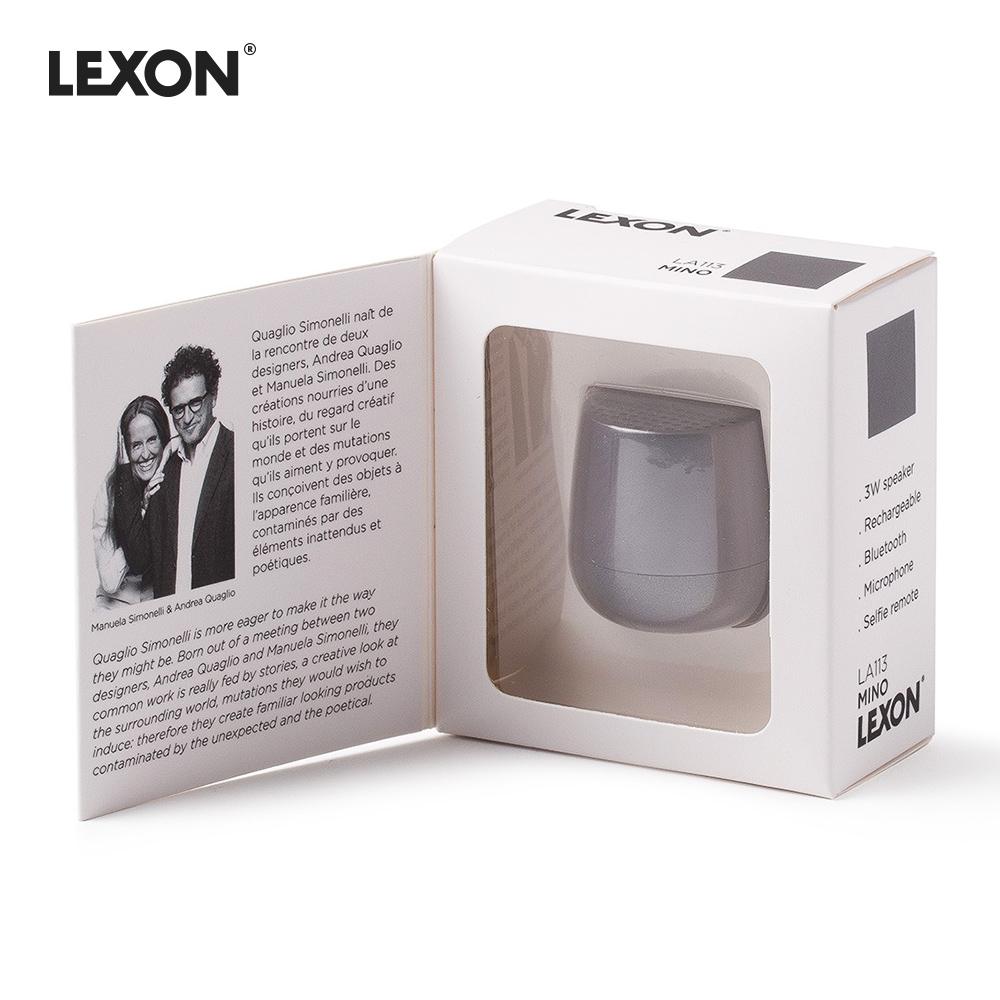 LEXON®
Quaglio Simonelli naît de
la rencontre de deux
designers, Andrea Quaglio
et Manuela Simonelli. Des
créations nourries d'une
histoire, du regard créatif
qu'ils portent sur le
monde et des mutations
qu'ils aiment y provoquer.
Ils conçoivent des objets à
l'apparence familière,
contaminés par des
éléments inattendus et
poétiques.
Manuela Simonelli & Andrea Quaglio
Quaglio Simonelli is more eager to make it the way
they might be. Born out of a meeting between two
designers, Andrea Quaglio and Manuela Simonelli, they
common work is really fed by stories, a creative look at
the surrounding world, mutations they would wish to
induce: therefore they create familiar looking products
contaminated by the unexpected and the poetical.
LEXON®
LA113
MINO
. 3W speaker
. Rechargeable
. Bluetooth
. Microphone
. Selfie remote
LA113
MINO
LEXON®